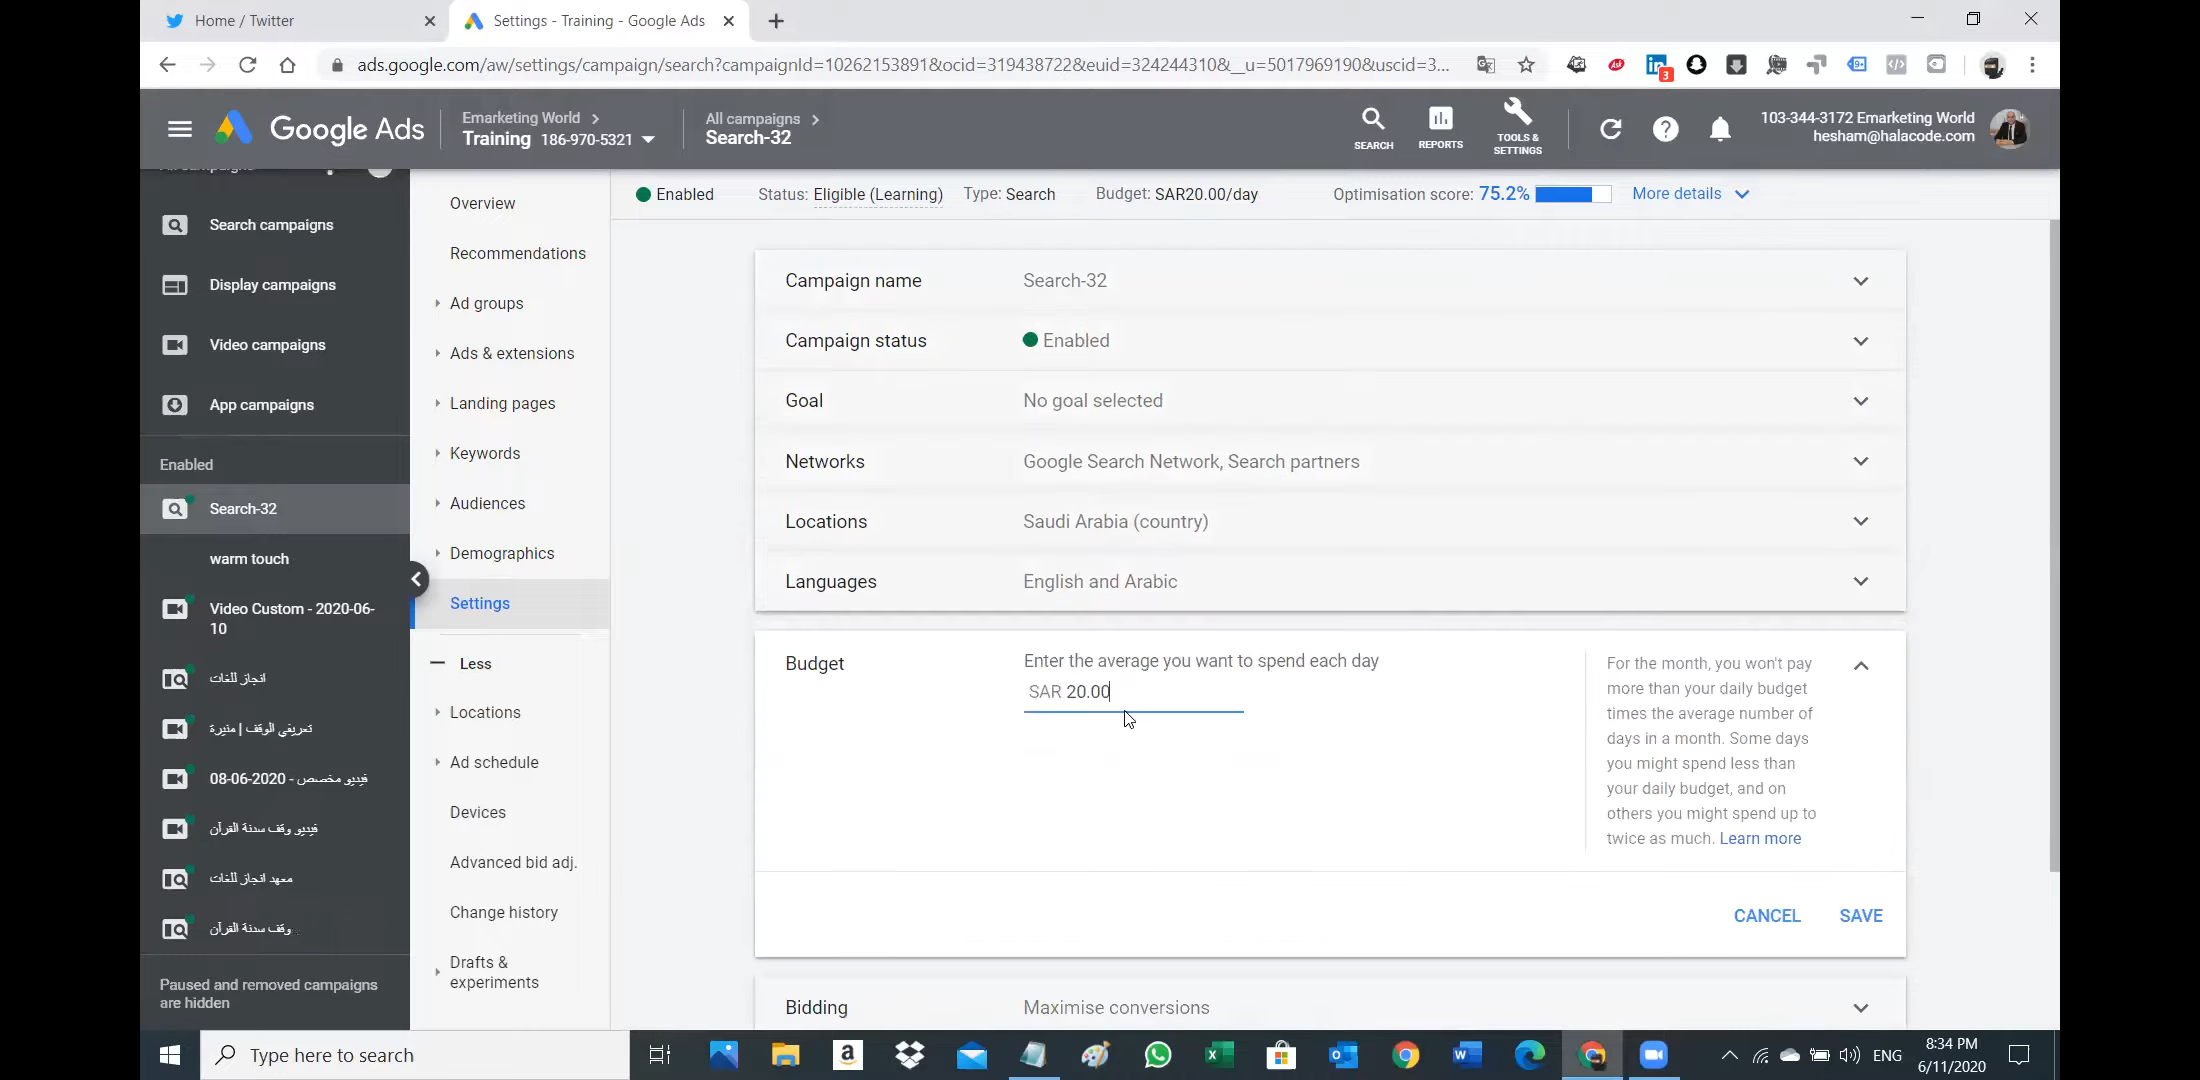 Home / Twitter
Settings - Training - Google Ads
ads.google.com/aw/settings/campaign/search?campaignId=10262153891&ocid=319438722&euid=324244310&__u=5017969190&uscid=3...
Ask
3
Google Ads
Emarketing World
Training 186-970-5321
All campaigns
Search-32
SEARCH
REPORTS
TOOLS &
SETTINGS
103-344-3172 Emarketing World
hesham@halacode.com
Search campaigns
Display campaigns
Video campaigns
App campaigns
Enabled
Search-32
warm touch
Video Custom - 2020-06-
10
انجاز للغات
تعريفي الوقف | منيرة
فيديو مخصص - 2020-06-08
فيديو وقف سدنة القرآن
معهد انجاز للغات
وقف سدنة القرآن
Paused and removed campaigns
are hidden
Overview
Recommendations
Ad groups
Ads & extensions
Landing pages
Keywords
Audiences
Demographics
Settings
Less
Locations
Ad schedule
Devices
Advanced bid adj.
Change history
Drafts &
experiments
Enabled
Status: Eligible (Learning)
Type: Search
Budget: SAR20.00/day
Optimisation score: 75.2%
More details
Campaign name
Search-32
Campaign status
Enabled
Goal
No goal selected
Networks
Google Search Network, Search partners
Locations
Saudi Arabia (country)
Languages
English and Arabic
Budget
Enter the average you want to spend each day
SAR 20.00
For the month, you won't pay
more than your daily budget
times the average number of
days in a month. Some days
you might spend less than
your daily budget, and on
others you might spend up to
twice as much. Learn more
CANCEL
SAVE
Bidding
Maximise conversions
Type here to search
ENG
8:34 PM
6/11/2020